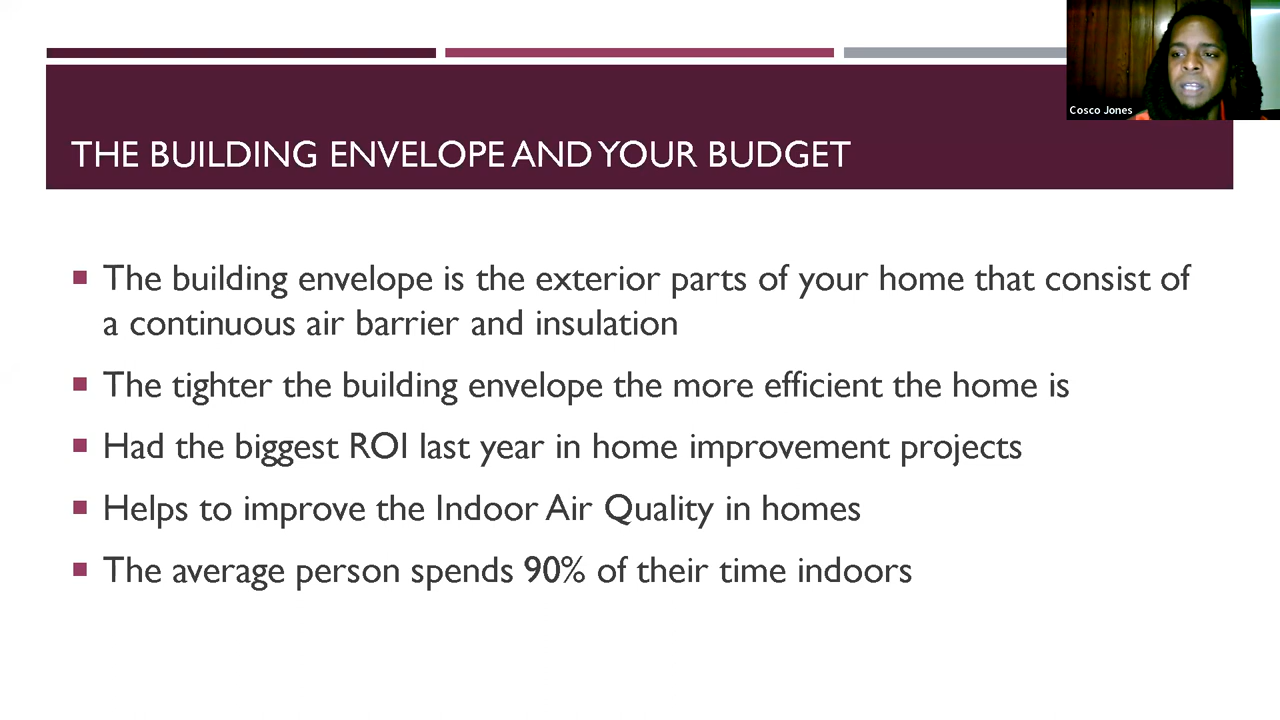 Cosco Jones
THE BUILDING ENVELOPE AND YOUR BUDGET
The building envelope is the exterior parts of your home that consist of
a continuous air barrier and insulation
The tighter the building envelope the more efficient the home is
Had the biggest ROI last year in home improvement projects
Helps to improve the Indoor Air Quality in homes
The average person spends 90% of their time indoors